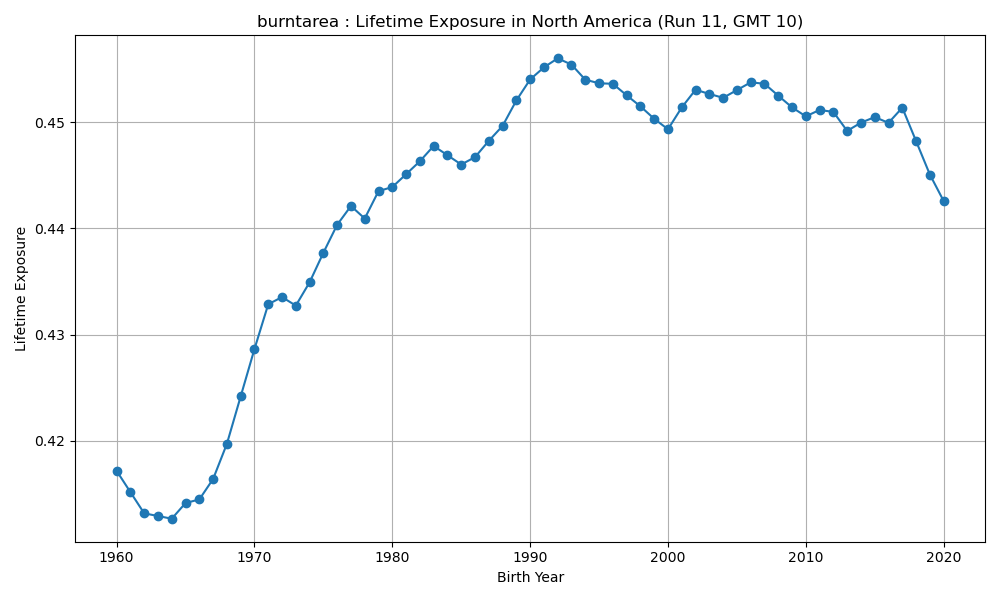 burntarea : Lifetime Exposure in North America (Run 11, GMT 10)
Lifetime Exposure
0.45
0.44
0.43
0.42
1960 1970 1980 1990 2000 2010 2020
Birth Year